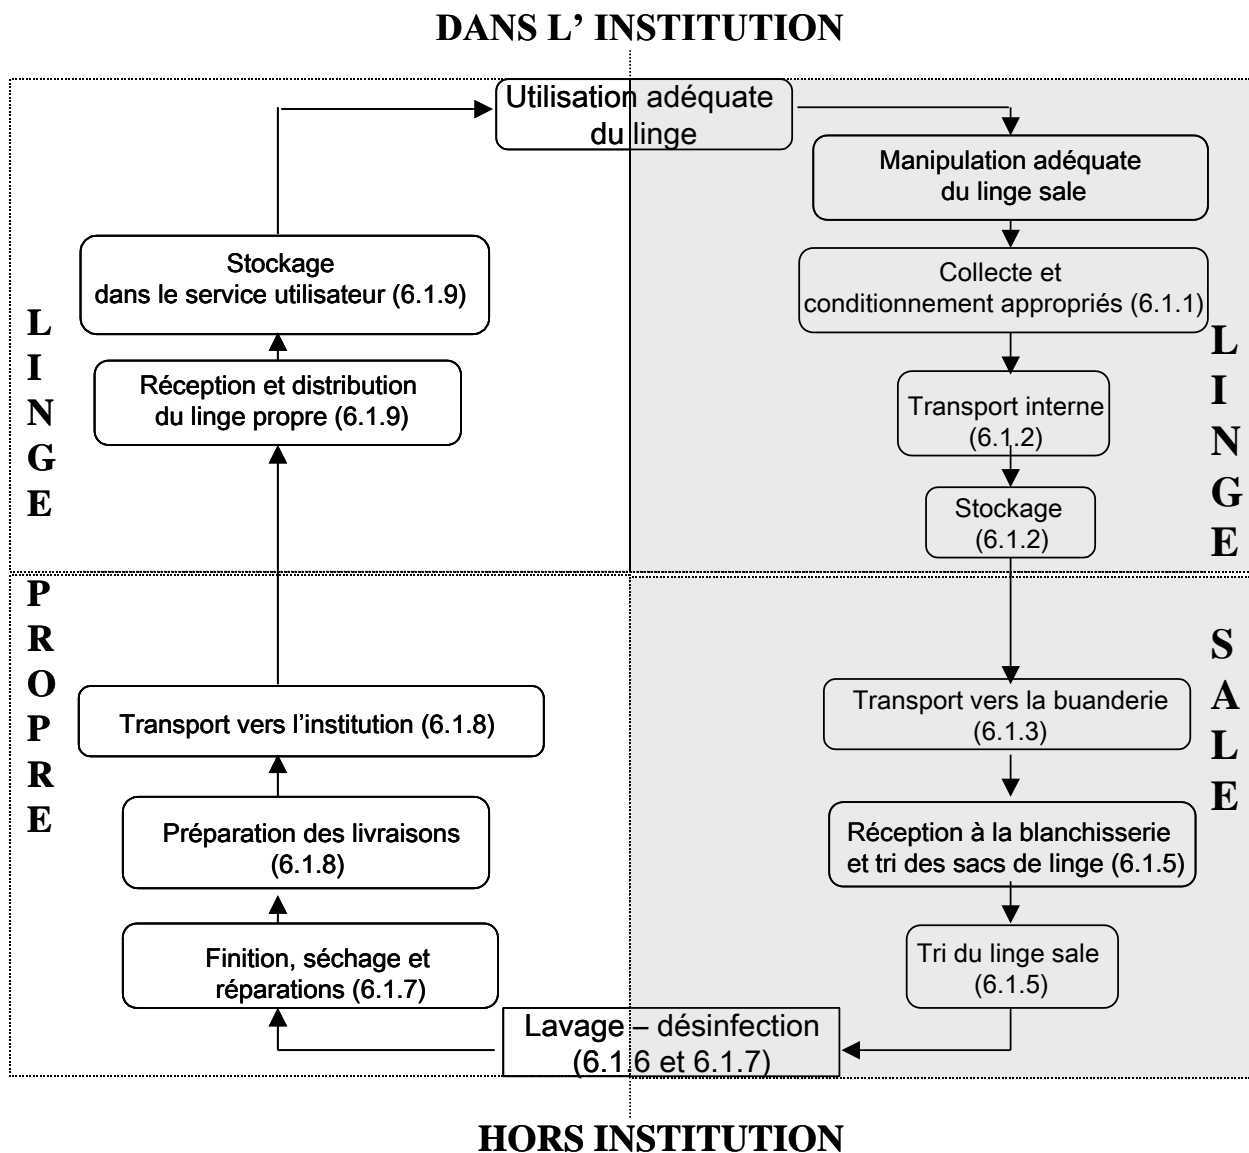 DANS L’ INSTITUTION
Utilisation adéquate
du linge
Manipulation adéquate
du linge sale
Collecte et
conditionnement appropriés (6.1.1)
Transport interne
(6.1.2)
Stockage
(6.1.2)
Transport vers la buanderie
(6.1.3)
Réception à la blanchisserie
et tri des sacs de linge (6.1.5)
Tri du linge sale
(6.1.5)
Lavage – désinfection
(6.1.6 et 6.1.7)
Finition, séchage et
réparations (6.1.7)
Préparation des livraisons
(6.1.8)
Transport vers l’institution (6.1.8)
Réception et distribution
du linge propre (6.1.9)
Stockage
dans le service utilisateur (6.1.9)
LINGE
PROPRE
LINGE
SALE
HORS INSTITUTION